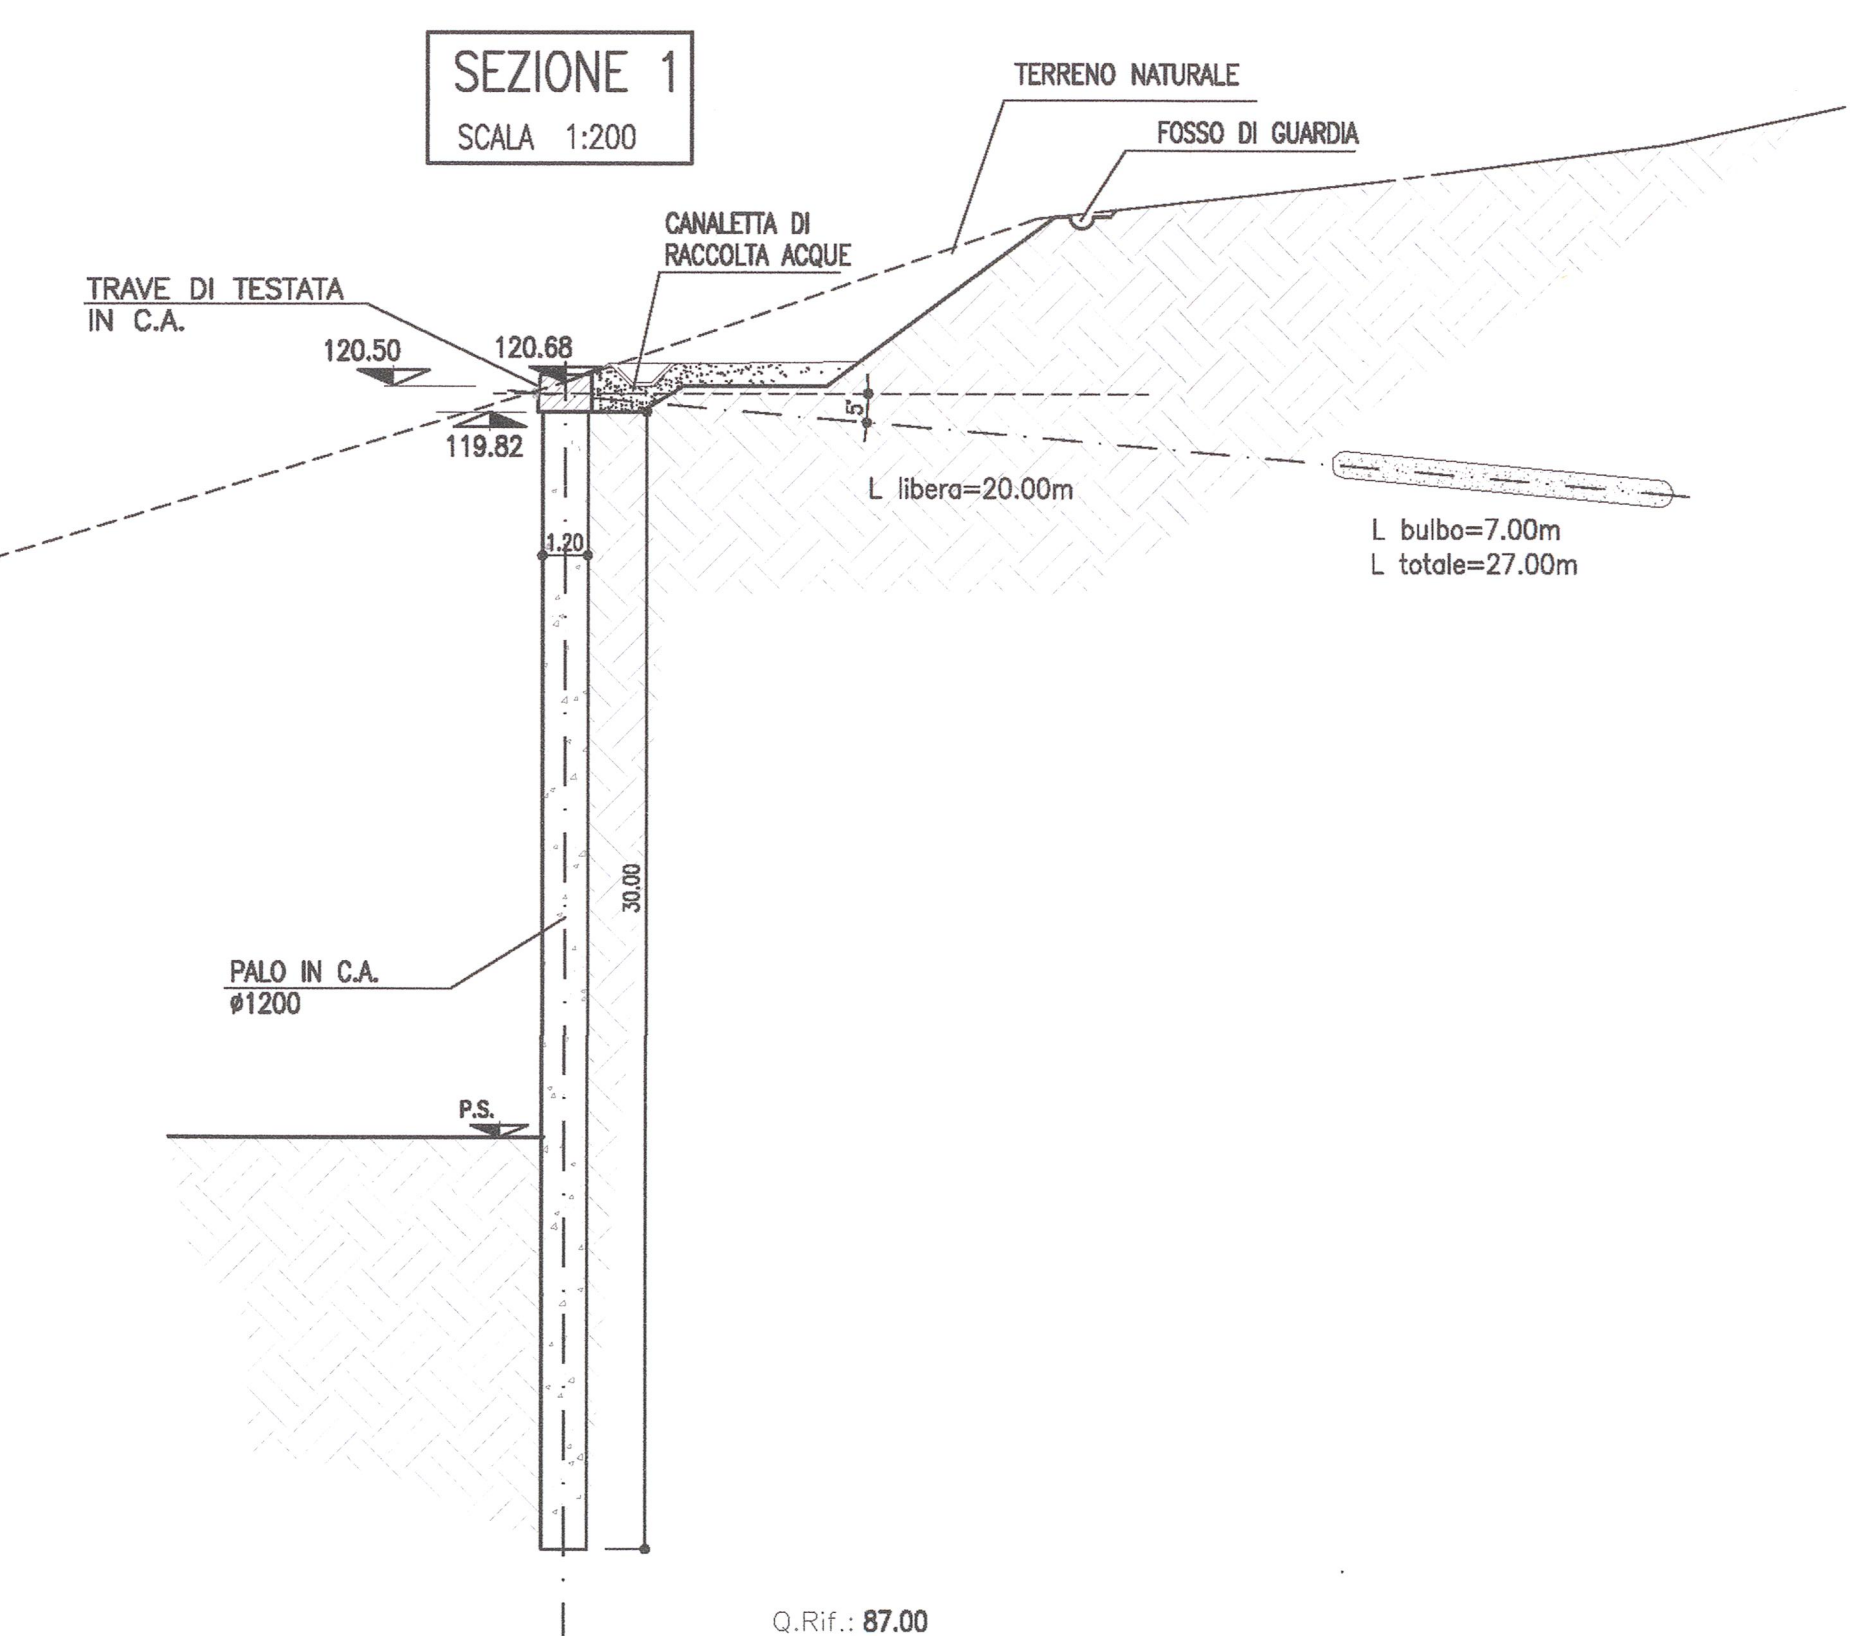 SEZIONE 1
SCALA 1:200
TERRENO NATURALE
FOSSO DI GUARDIA
CANALETTA DI
RACCOLTA ACQUE
TRAVE DI TESTATA
IN C.A.
120.50
120.68
119.82
5°
L libera=20.00m
L bulbo=7.00m
L totale=27.00m
1.20
30.00
PALO IN C.A.
ø1200
P.S.
Q.Rif.: 87.00